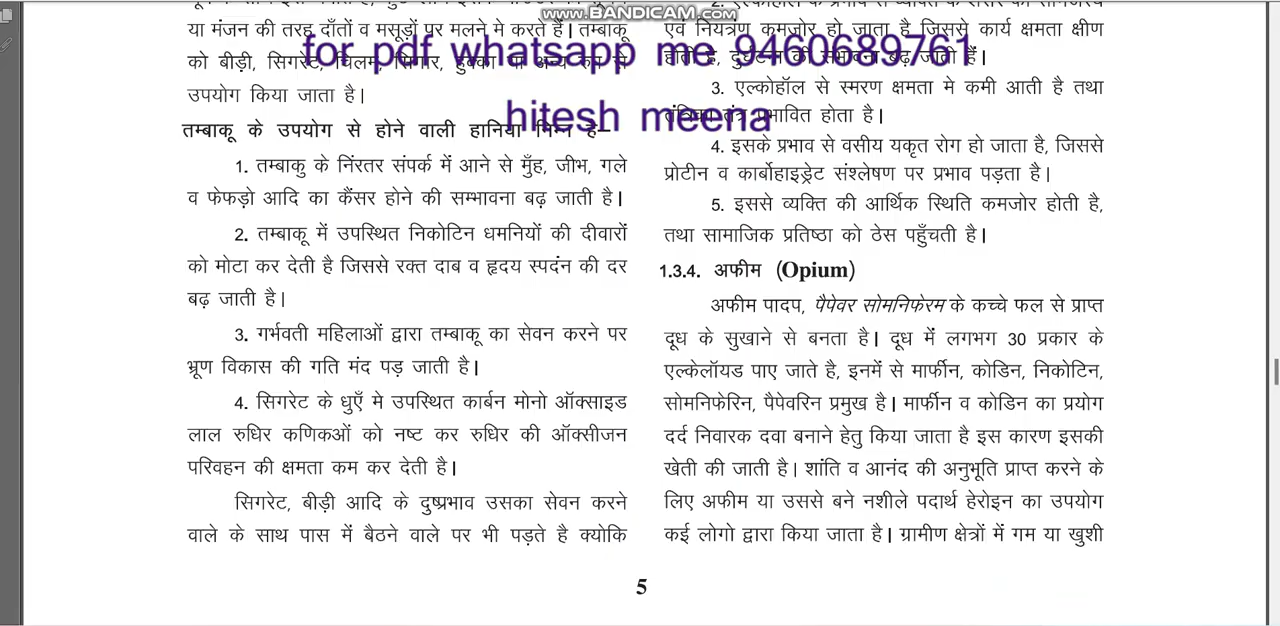 www.BANDICAM.com
for pdf whatsapp me 9460689761
hitesh meena
या मंजन की तरह दाँतों व मसूड़ों पर मलने मे करते हैं। तम्बाकू
को बीड़ी, सिगरेट, चिलम, सिगार, हुक्का या अन्य रुप से
उपयोग किया जाता है।
तम्बाकू के उपयोग से होने वाली हानिया निम्न है–
1. तम्बाकु के निंरतर संपर्क में आने से मुँह, जीभ, गले
व फेफड़ो आदि का कैंसर होने की सम्भावना बढ़ जाती है।
2. तम्बाकू में उपस्थित निकोटिन धमनियों की दीवारों
को मोटा कर देती है जिससे रक्त दाब व हृदय स्पदंन की दर
बढ़ जाती है।
3. गर्भवती महिलाओं द्वारा तम्बाकू का सेवन करने पर
भ्रूण विकास की गति मंद पड़ जाती है।
4. सिगरेट के धुएँ मे उपस्थित कार्बन मोनो ऑक्साइड
लाल रुधिर कणिकओं को नष्ट कर रुधिर की ऑक्सीजन
परिवहन की क्षमता कम कर देती है।
सिगरेट, बीड़ी आदि के दुष्प्रभाव उसका सेवन करने
वाले के साथ पास में बैठने वाले पर भी पड़ते है क्योकि
एवं नियत्रंण कमजोर हो जाता है जिससे कार्य क्षमता क्षीण
होती है, दुर्घटना की संभावना बढ़ जाती हैं।
3. एल्कोहॉल से स्मरण क्षमता मे कमी आती है तथा
तंत्रिका तंत्र प्रभावित होता है।
4. इसके प्रभाव से वसीय यकृत रोग हो जाता है, जिससे
प्रोटीन व कार्बोहाइड्रेट संश्लेषण पर प्रभाव पड़ता है।
5. इससे व्यक्ति की आर्थिक स्थिति कमजोर होती है,
तथा सामाजिक प्रतिष्ठा को ठेस पहुँचती है।
1.3.4. अफीम (Opium)
अफीम पादप, पैपेवर सोमनिफेरम के कच्चे फल से प्राप्त
दूध के सुखाने से बनता है। दूध में लगभग 30 प्रकार के
एल्केलॉयड पाए जाते है, इनमें से मार्फीन, कोडिन, निकोटिन,
सोमनिफेरिन, पैपेवरिन प्रमुख है। मार्फीन व कोडिन का प्रयोग
दर्द निवारक दवा बनाने हेतु किया जाता है इस कारण इसकी
खेती की जाती है। शांति व आनंद की अनुभूति प्राप्त करने के
लिए अफीम या उससे बने नशीले पदार्थ हेरोइन का उपयोग
कई लोगो द्वारा किया जाता है। ग्रामीण क्षेत्रों में गम या खुशी
5